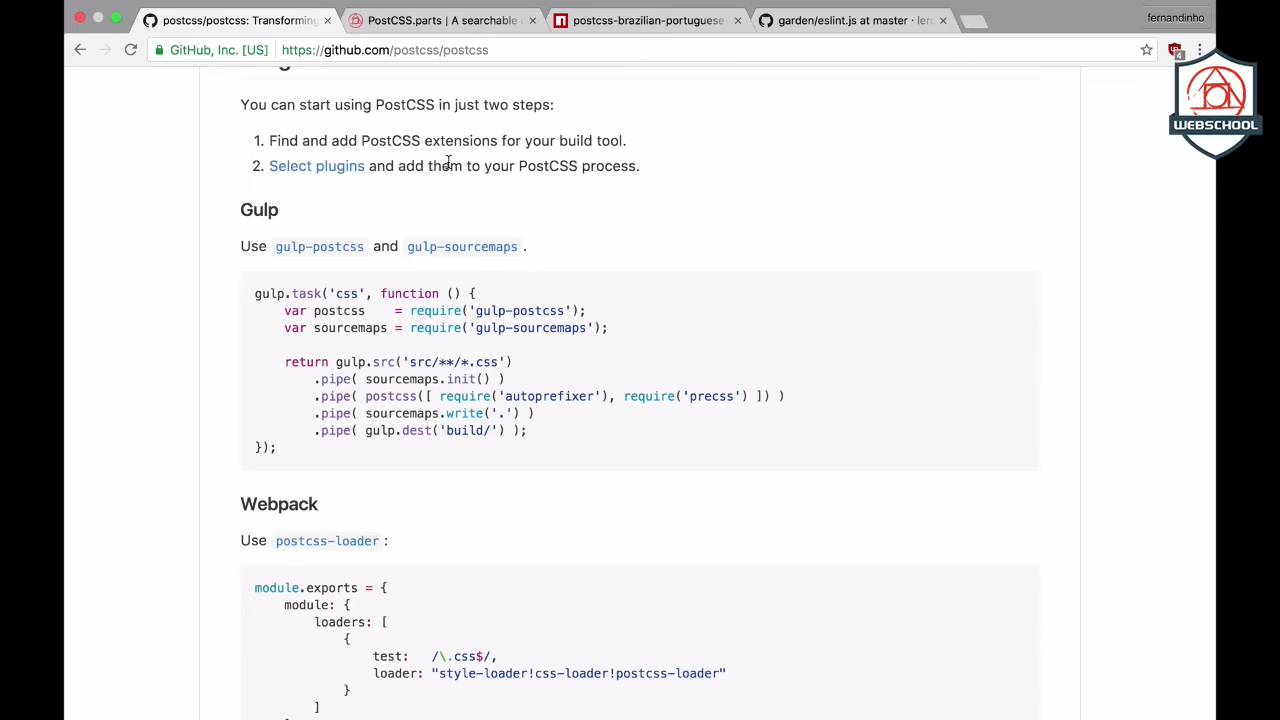 postcss/postcss: Transforming
PostCSS.parts | A searchable
postcss-brazilian-portuguese-
garden/eslint.js at master · ler
fernandinho
GitHub, Inc. [US]
https://github.com/postcss/postcss
4
WEBSCHOOL
You can start using PostCSS in just two steps:
1. Find and add PostCSS extensions for your build tool.
2. Select plugins and add them to your PostCSS process.
Gulp
Use gulp-postcss and gulp-sourcemaps .
gulp.task('css', function () {
var postcss = require('gulp-postcss');
var sourcemaps = require('gulp-sourcemaps');
return gulp.src('src/**/*.css')
.pipe( sourcemaps.init() )
.pipe( postcss([ require('autoprefixer'), require('precss') ]) )
.pipe( sourcemaps.write('.') )
.pipe( gulp.dest('build/') );
});
Webpack
Use postcss-loader :
module.exports = {
module: {
loaders: [
{
test: /\.css$/,
loader: "style-loader!css-loader!postcss-loader"
}
]